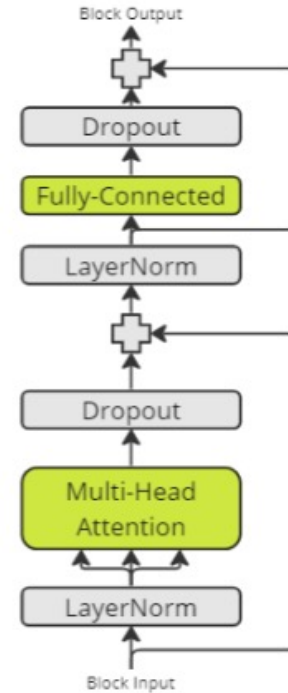 Block Output
Dropout
Fully-Connected
LayerNorm
Dropout
Multi-Head
Attention
LayerNorm
Block Input